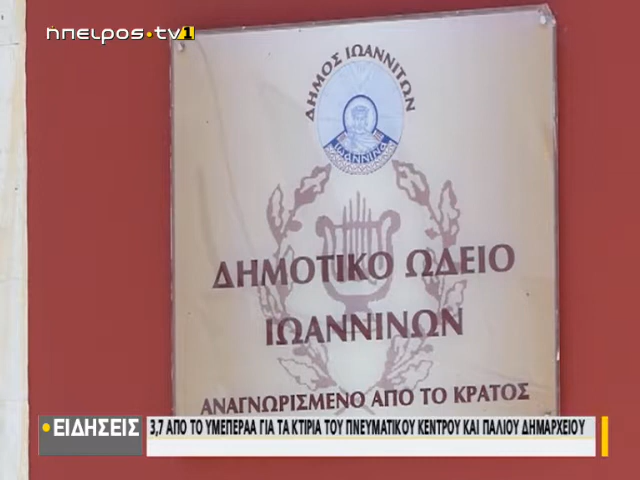 ηπειρος•tv1
ΔΗΜΟΣ ΙΩΑΝΝΙΤΩΝ
ΙΩΑΝΝΙΝΑ
ΔΗΜΟΤΙΚΟ ΩΔΕΙΟ
ΙΩΑΝΝΙΝΩΝ
ΑΝΑΓΝΩΡΙΣΜΕΝΟ ΑΠΟ ΤΟ ΚΡΑΤΟΣ
•ΕΙΔΗΣΕΙΣ
3,7 ΑΠΟ ΤΟ ΥΜΕΠΕΡΑΑ ΓΙΑ ΤΑ ΚΤΙΡΙΑ ΤΟΥ ΠΝΕΥΜΑΤΙΚΟΥ ΚΕΝΤΡΟΥ ΚΑΙ ΠΑΛΙΟΥ ΔΗΜΑΡΧΕΙΟΥ